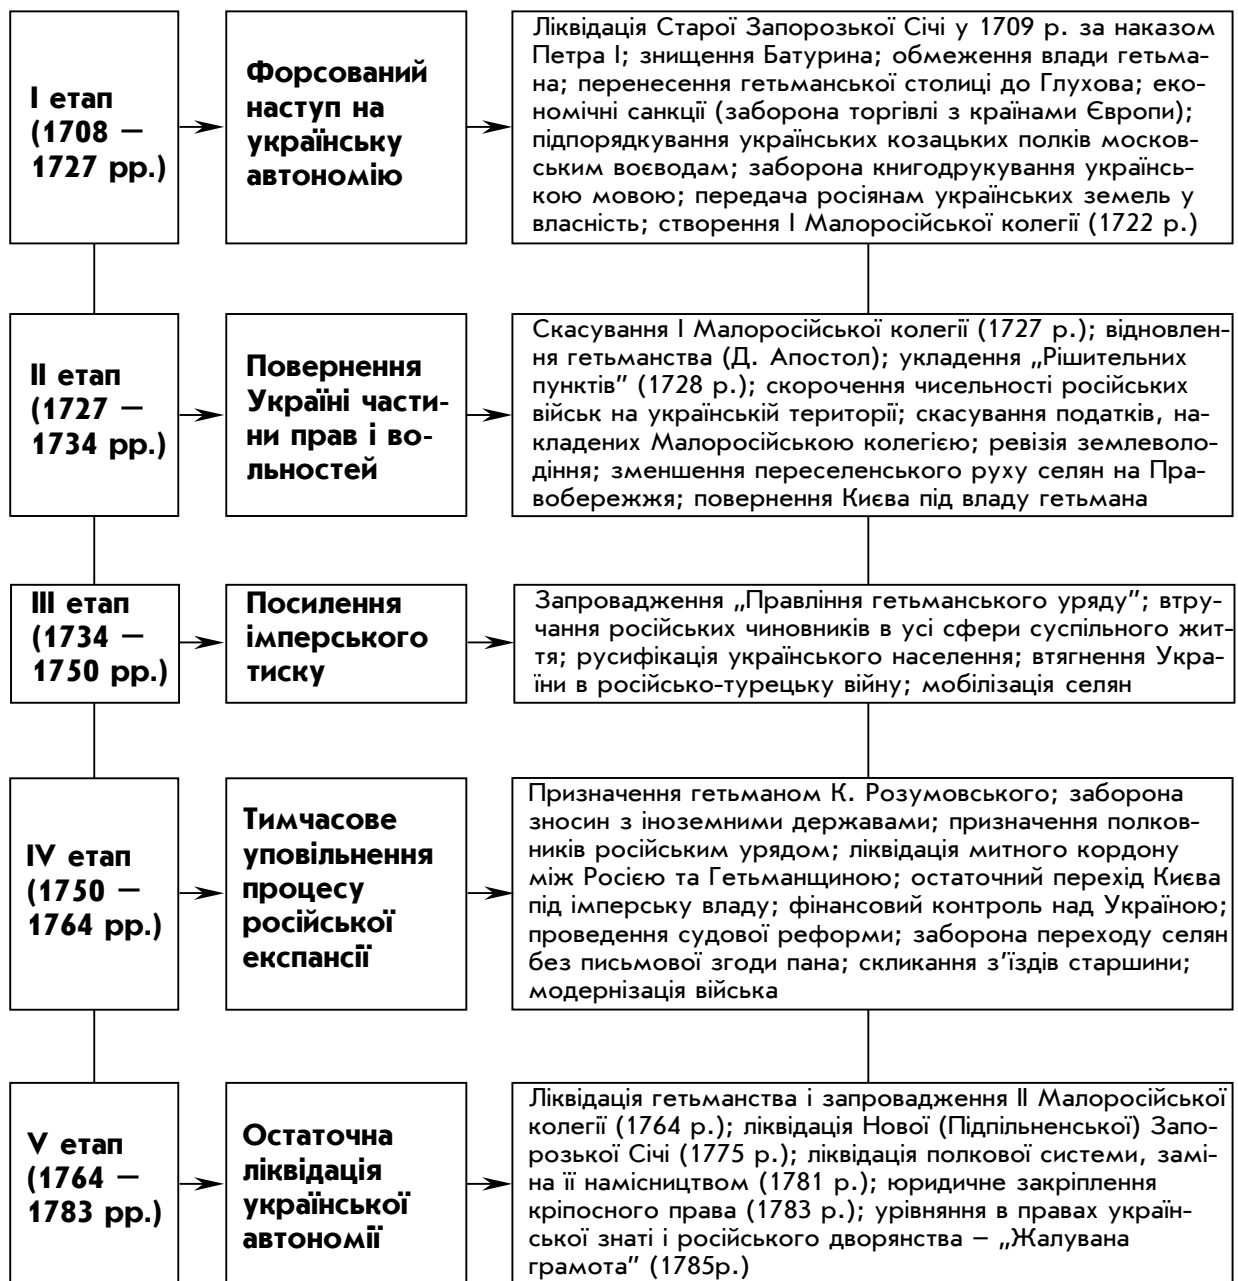 І етап
(1708 —
1727 рр.)
Форсований
наступ на
українську
автономію
Ліквідація Старої Запорозької Січі у 1709 р. за наказом
Петра І; знищення Батурина; обмеження влади гетьма-
на; перенесення гетьманської столиці до Глухова; еко-
номічні санкції (заборона торгівлі з країнами Європи);
підпорядкування українських козацьких полків москов-
ським воєводам; заборона книгодрукування українсь-
кою мовою; передача росіянам українських земель у
власність; створення І Малоросійської колегії (1722 р.)
ІІ етап
(1727 —
1734 рр.)
Повернення
Україні части-
ни прав і во-
льностей
Скасування І Малоросійської колегії (1727 р.); відновлен-
ня гетьманства (Д. Апостол); укладення „Рішительних
пунктів" (1728 р.); скорочення чисельності російських
військ на українській території; скасування податків, на-
кладених Малоросійською колегією; ревізія землеволо-
діння; зменшення переселенського руху селян на Пра-
вобережжя; повернення Києва під владу гетьмана
ІІІ етап
(1734 —
1750 рр.)
Посилення
імперського
тиску
Запровадження „Правління гетьманського уряду"; втру-
чання російських чиновників в усі сфери суспільного жит-
тя; русифікація українського населення; втягнення Укра-
їни в російсько-турецьку війну; мобілізація селян
IV етап
(1750 —
1764 рр.)
Тимчасове
уповільнення
процесу
російської
експансії
Призначення гетьманом К. Розумовського; заборона
зносин з іноземними державами; призначення полков-
ників російським урядом; ліквідація митного кордону
між Росією та Гетьманщиною; остаточний перехід Києва
під імперську владу; фінансовий контроль над Україною;
проведення судової реформи; заборона переходу селян
без письмової згоди пана; скликання з'їздів старшини;
модернізація війська
V етап
(1764 —
1783 рр.)
Остаточна
ліквідація
української
автономії
Ліквідація гетьманства і запровадження ІІ Малоросійської
колегії (1764 р.); ліквідація Нової (Підпільненської) Запо-
розької Січі (1775 р.); ліквідація полкової системи, замі-
на її намісництвом (1781 р.); юридичне закріплення
кріпосного права (1783 р.); урівняння в правах україн-
ської знаті і російського дворянства – „Жалувана
грамота" (1785р.)